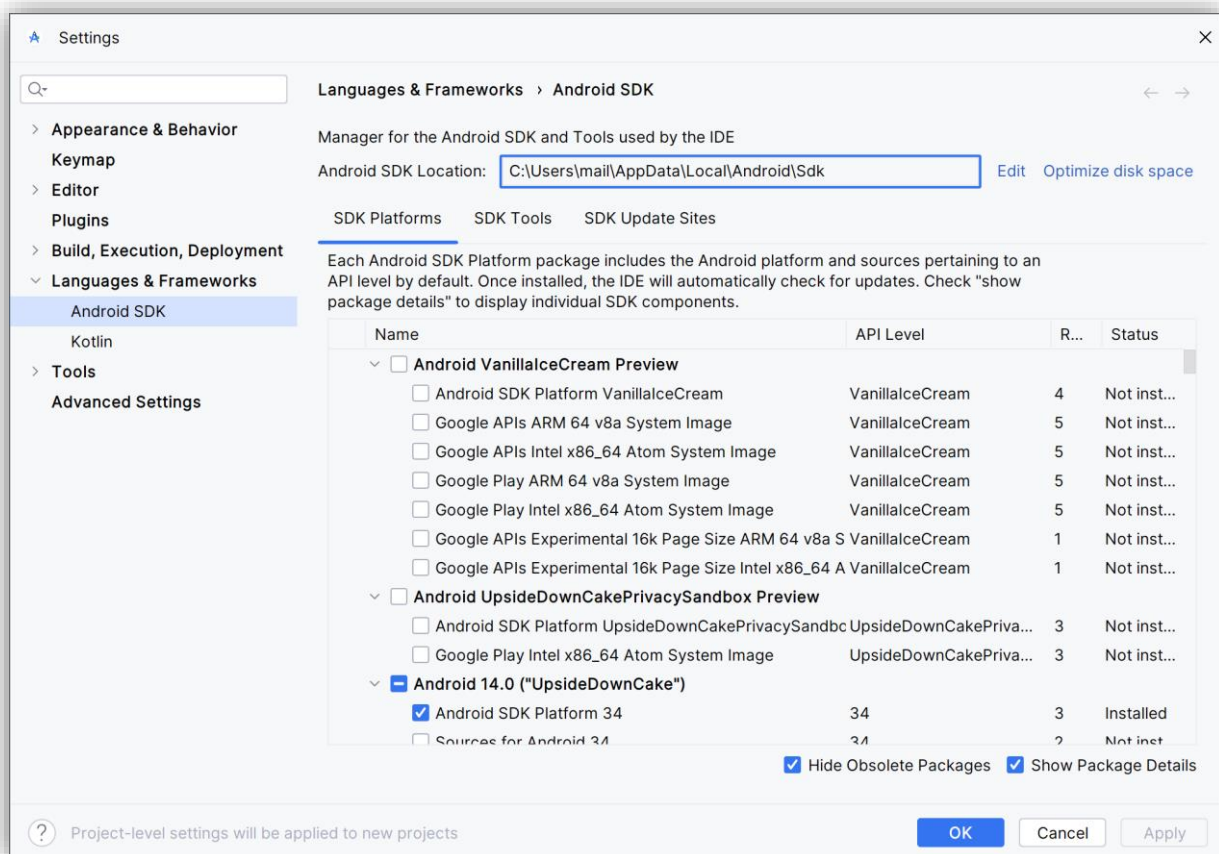 Settings
Languages & Frameworks › Android SDK
Appearance & Behavior
Keymap
Editor
Plugins
Build, Execution, Deployment
Languages & Frameworks
Android SDK
Kotlin
Tools
Advanced Settings
Manager for the Android SDK and Tools used by the IDE
Android SDK Location: C:\Users\mail\AppData\Local\Android\Sdk Edit Optimize disk space
SDK Platforms SDK Tools SDK Update Sites
Each Android SDK Platform package includes the Android platform and sources pertaining to an
API level by default. Once installed, the IDE will automatically check for updates. Check "show
package details" to display individual SDK components.
Name API Level R... Status
Android VanillaIceCream Preview
Android SDK Platform VanillaIceCream VanillaIceCream 4 Not inst...
Google APIs ARM 64 v8a System Image VanillaIceCream 5 Not inst...
Google APIs Intel x86_64 Atom System Image VanillaIceCream 5 Not inst...
Google Play ARM 64 v8a System Image VanillaIceCream 5 Not inst...
Google Play Intel x86_64 Atom System Image VanillaIceCream 5 Not inst...
Google APIs Experimental 16k Page Size ARM 64 v8a S VanillaIceCream 1 Not inst...
Google APIs Experimental 16k Page Size Intel x86_64 A VanillaIceCream 1 Not inst...
Android UpsideDownCakePrivacySandbox Preview
Android SDK Platform UpsideDownCakePrivacySandbc UpsideDownCakePriva... 3 Not inst...
Google Play Intel x86_64 Atom System Image UpsideDownCakePriva... 3 Not inst...
Android 14.0 ("UpsideDownCake")
Android SDK Platform 34 34 3 Installed
Sources for Android 34 34 2 Not inst
Hide Obsolete Packages Show Package Details
? Project-level settings will be applied to new projects
OK Cancel Apply